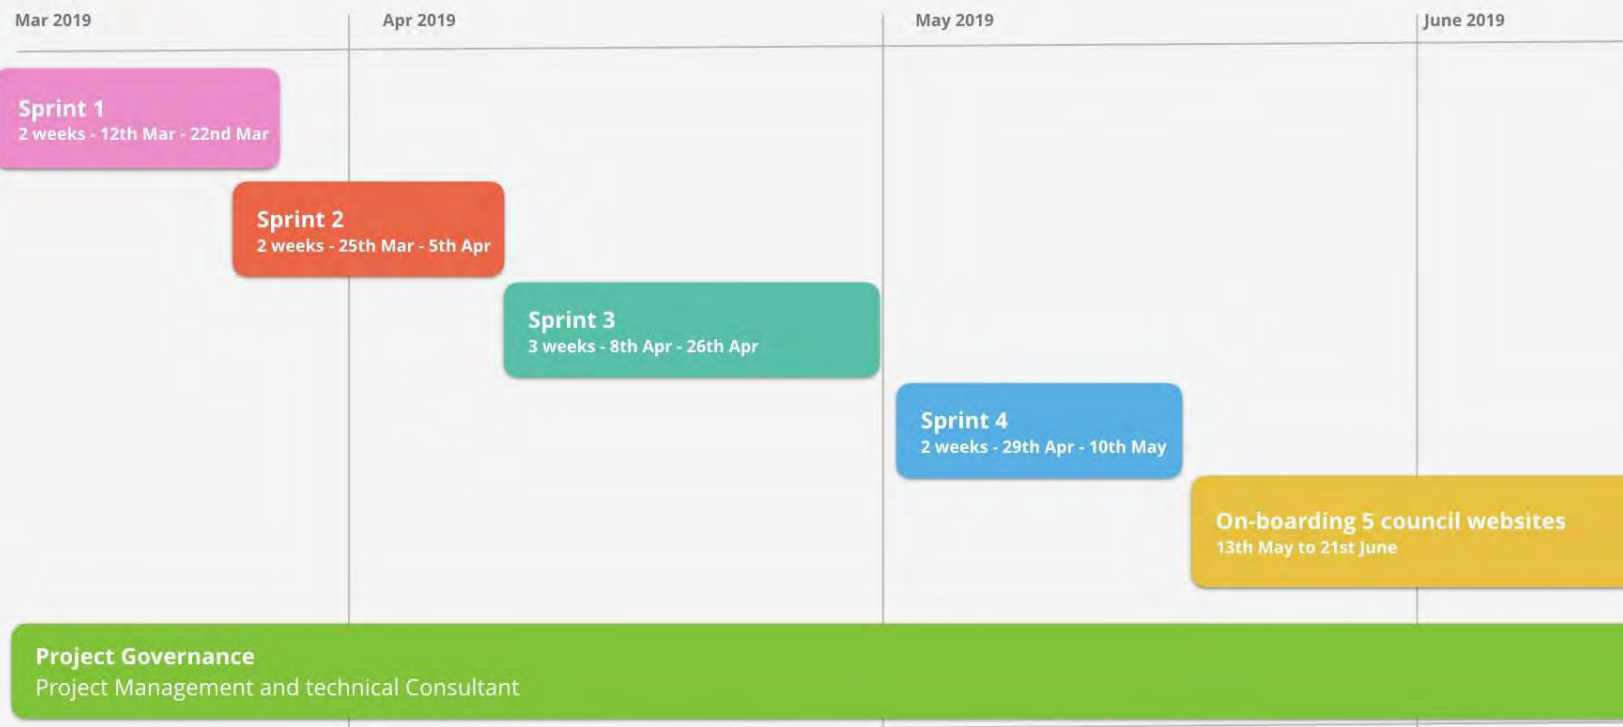 Mar 2019
Apr 2019
May 2019
June 2019
Sprint 1
2 weeks - 12th Mar - 22nd Mar
Sprint 2
2 weeks - 25th Mar - 5th Apr
Sprint 3
3 weeks - 8th Apr - 26th Apr
Sprint 4
2 weeks - 29th Apr - 10th May
On-boarding 5 council websites
13th May to 21st June
Project Governance
Project Management and technical Consultant